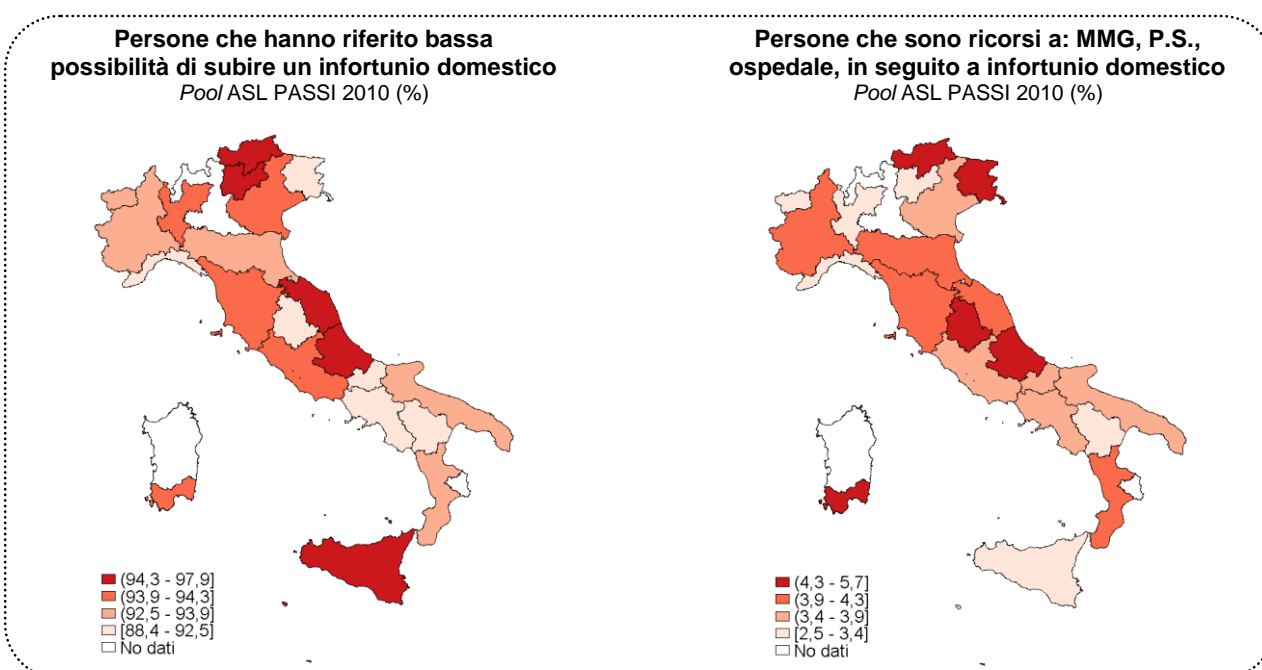 Persone che hanno riferito bassa
possibilità di subire un infortunio domestico
Pool ASL PASSI 2010 (%)
(94,3 - 97,9]
(93,9 - 94,3]
(92,5 - 93,9]
[88,4 - 92,5]
No dati
Persone che sono ricorsi a: MMG, P.S.,
ospedale, in seguito a infortunio domestico
Pool ASL PASSI 2010 (%)
(4,3 - 5,7]
(3,9 - 4,3]
(3,4 - 3,9]
[2,5 - 3,4]
No dati